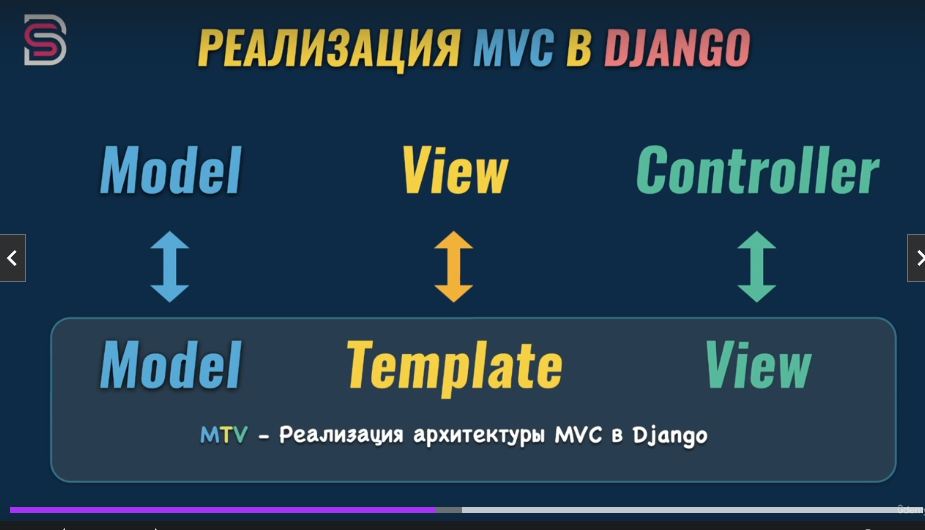 РЕАЛИЗАЦИЯ MVC В DJANGO
Model View Controller
Model Template View
MTV – Реализация архитектуры MVC в Django